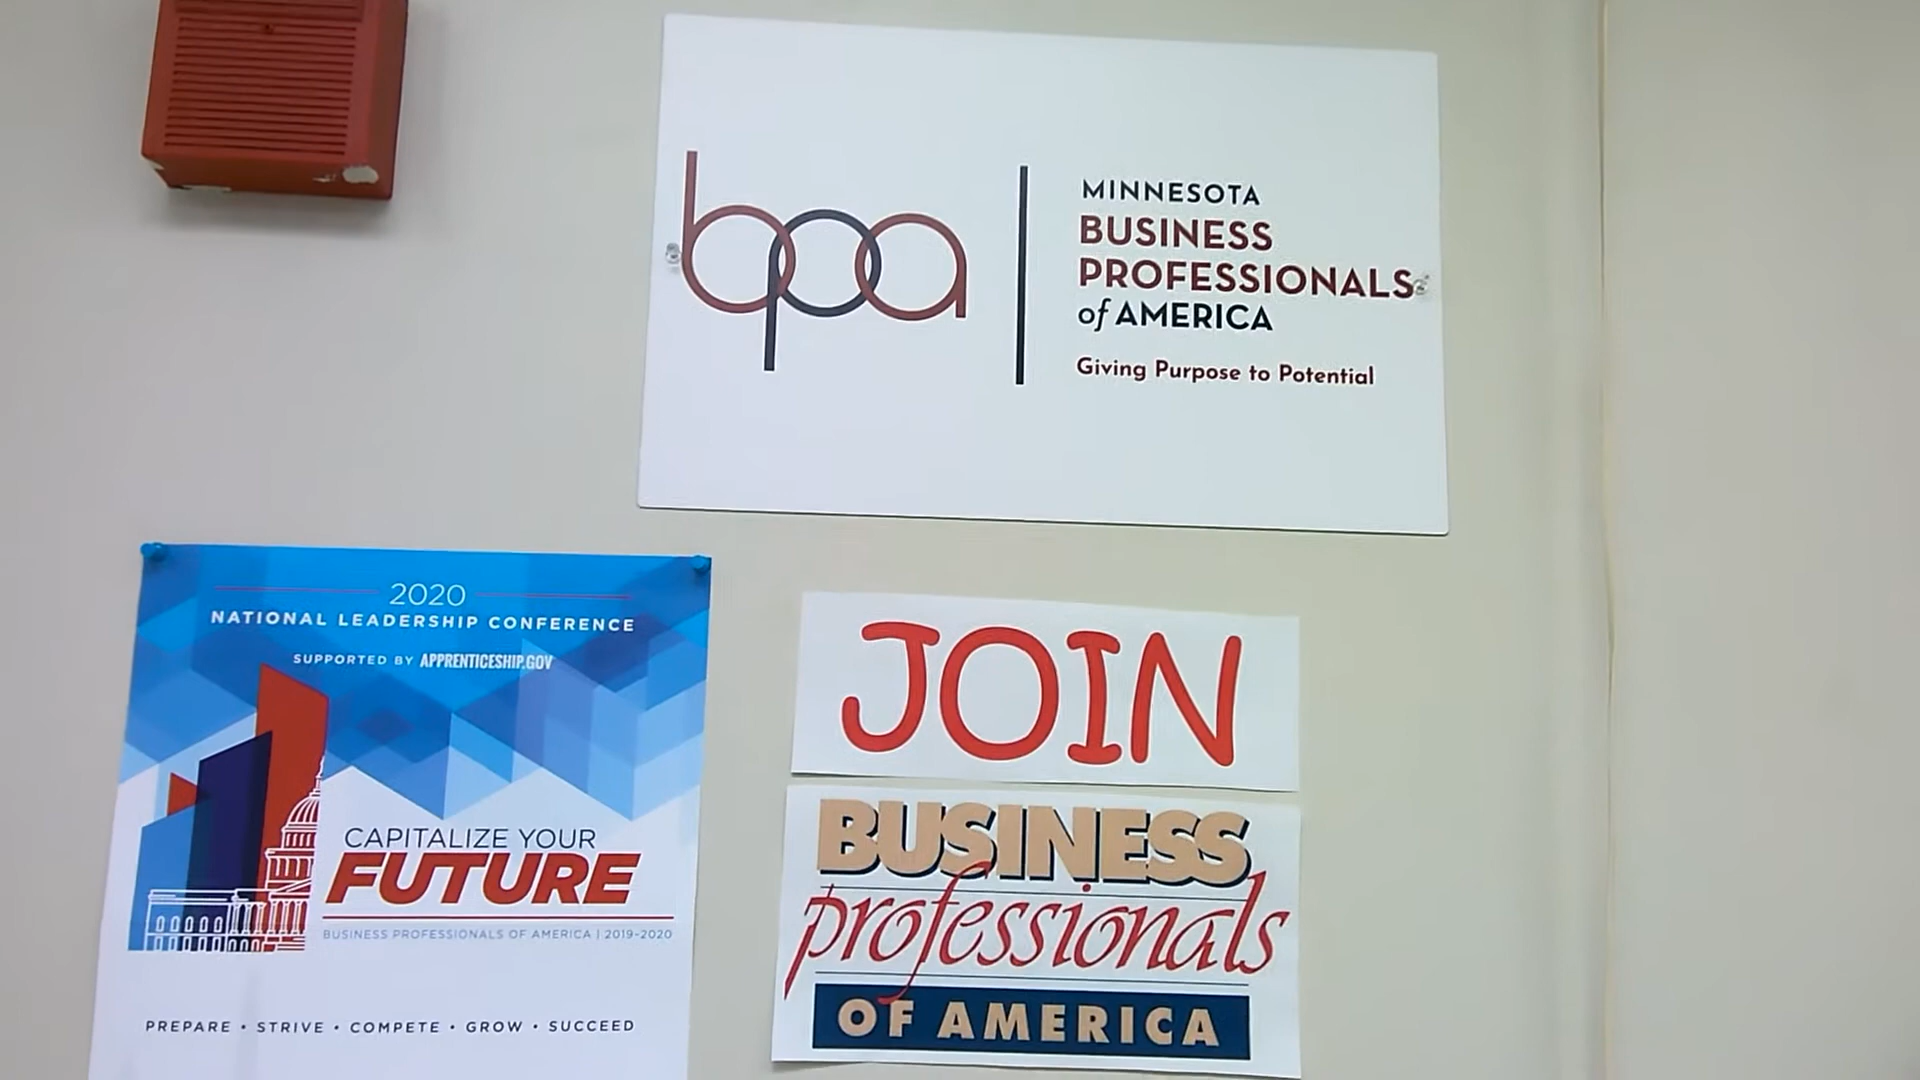 bpa
MINNESOTA
BUSINESS
PROFESSIONALS
of AMERICA
Giving Purpose to Potential
2020
NATIONAL LEADERSHIP CONFERENCE
SUPPORTED BY APPRENTICESHIP.GOV
CAPITALIZE YOUR
FUTURE
BUSINESS PROFESSIONALS OF AMERICA | 2019-2020
PREPARE • STRIVE • COMPETE • GROW • SUCCEED
JOIN
BUSINESS
professionals
OF AMERICA